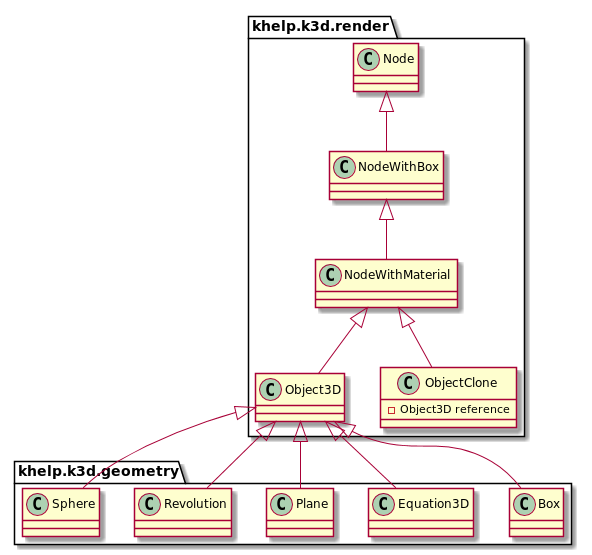 khelp.k3d.render
C Node
C NodeWithBox
C NodeWithMaterial
C Object3D
C ObjectClone
Object3D reference
khelp.k3d.geometry
C Sphere
C Revolution
C Plane
C Equation3D
C Box